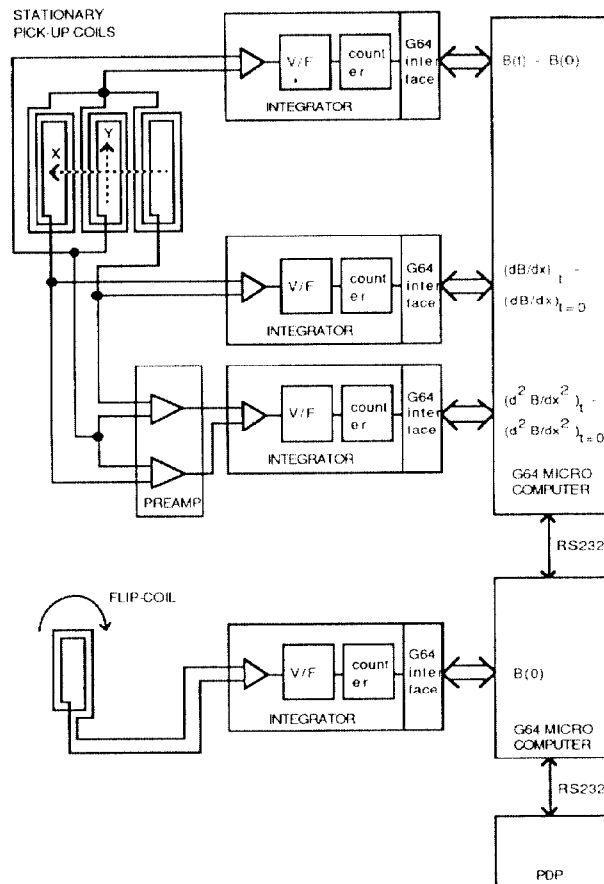 STATIONARY
PICK-UP COILS
V/F
count
er
G64
inter
face
INTEGRATOR
B(t) - B(0)
X
Y
V/F
count
er
G64
inter
face
INTEGRATOR
(dB/dx)t -
(dB/dx)t=0
V/F
count
er
G64
inter
face
INTEGRATOR
PREAMP
(d² B/dx²)t -
(d² B/dx²)t=0
G64 MICRO
COMPUTER
RS232
FLIP-COIL
V/F
count
er
G64
inter
face
INTEGRATOR
B(0)
G64 MICRO
COMPUTER
RS232
PDP